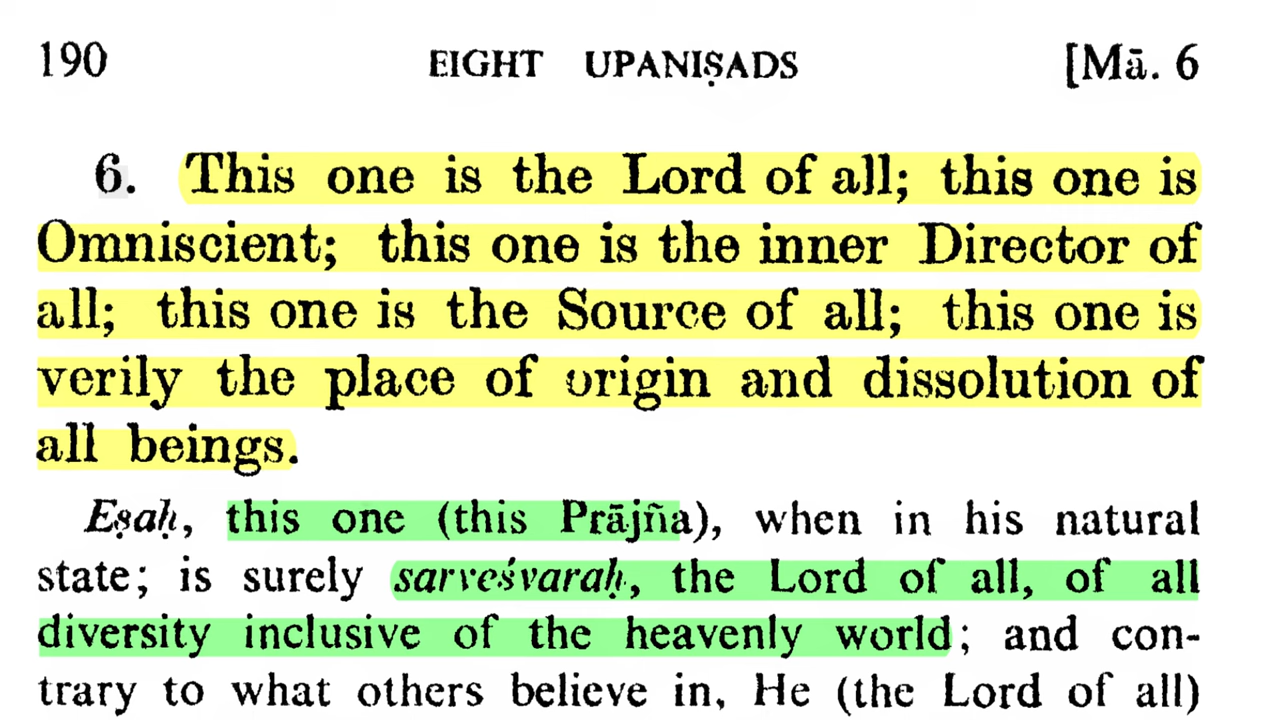 190 EIGHT UPANIṢADS [Mā. 6
6. This one is the Lord of all; this one is
Omniscient; this one is the inner Director of
all; this one is the Source of all; this one is
verily the place of origin and dissolution of
all beings.
Eṣaḥ, this one (this Prājña), when in his natural
state; is surely sarveśvaraḥ, the Lord of all, of all
diversity inclusive of the heavenly world; and con-
trary to what others believe in, He (the Lord of all)